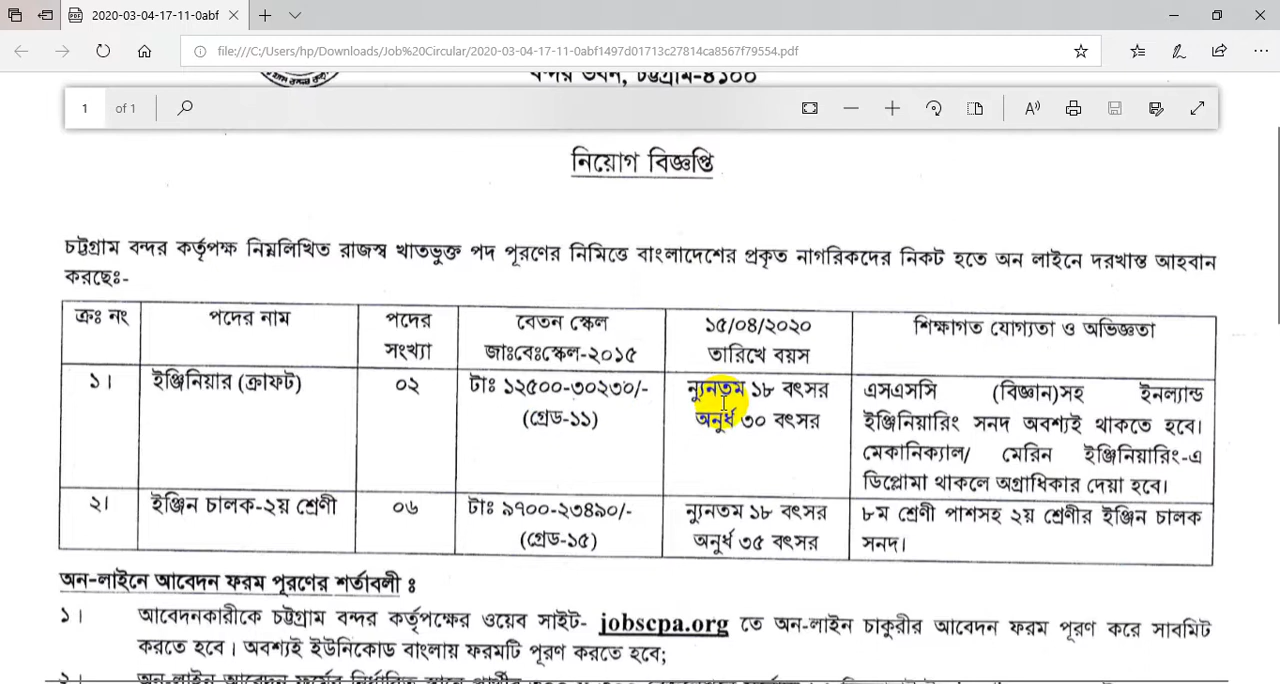 2020-03-04-17-11-0abf
file:///C:/Users/hp/Downloads/Job%20Circular/2020-03-04-17-11-0abf1497d01713c27814ca8567f79554.pdf
বন্দর ভবন, চট্টগ্রাম-৪১০০
1 of 1
নিয়োগ বিজ্ঞপ্তি
চট্টগ্রাম বন্দর কর্তৃপক্ষ নিম্নলিখিত রাজস্ব খাতভুক্ত পদ পূরণের নিমিত্তে বাংলাদেশের প্রকৃত নাগরিকদের নিকট হতে অন লাইনে দরখাস্ত আহবান
করছেঃ-
ক্রঃ নং পদের নাম পদের সংখ্যা বেতন স্কেল জাঃবেঃস্কেল-২০১৫ ১৫/০৪/২০২০ তারিখে বয়স শিক্ষাগত যোগ্যতা ও অভিজ্ঞতা
১। ইঞ্জিনিয়ার (ক্রাফট) ০২ টাঃ ১২৫০০-৩০২৩০/- ন্যুনতম ১৮ বৎসর এসএসসি (বিজ্ঞান)সহ ইনল্যান্ড
(গ্রেড-১১) অনুর্ধ ৩০ বৎসর ইঞ্জিনিয়ারিং সনদ অবশ্যই থাকতে হবে।
মেকানিক্যাল/ মেরিন ইঞ্জিনিয়ারিং-এ
ডিপ্লোমা থাকলে অগ্রাধিকার দেয়া হবে।
২। ইঞ্জিন চালক-২য় শ্রেণী ০৬ টাঃ ৯৭০০-২৩৪৯০/- ন্যুনতম ১৮ বৎসর ৮ম শ্রেণী পাশসহ ২য় শ্রেণীর ইঞ্জিন চালক
(গ্রেড-১৫) অনুর্ধ ৩৫ বৎসর সনদ।
অন-লাইনে আবেদন ফরম পূরণের শর্তাবলী ঃ
১। আবেদনকারীকে চট্টগ্রাম বন্দর কর্তৃপক্ষের ওয়েব সাইট- jobscpa.org তে অন-লাইন চাকুরীর আবেদন ফরম পূরণ করে সাবমিট
করতে হবে। অবশ্যই ইউনিকোড বাংলায় ফরমটি পূরণ করতে হবে;